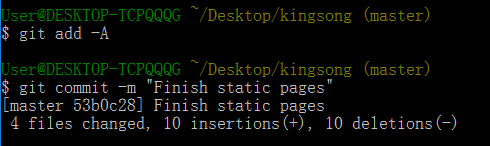 User@DESKTOP-TCPQQQG ~/Desktop/kingsong (master)
$ git add -A
User@DESKTOP-TCPQQQG ~/Desktop/kingsong (master)
$ git commit -m "Finish static pages"
[master 53b0c28] Finish static pages
 4 files changed, 10 insertions(+), 10 deletions(-)